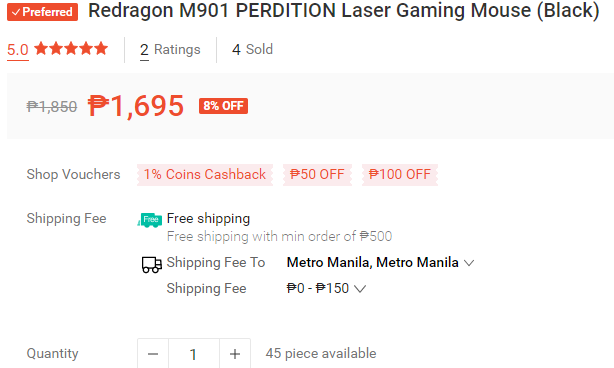 Preferred Redragon M901 PERDITION Laser Gaming Mouse (Black)
5.0 2 Ratings 4 Sold
₱1,850 ₱1,695 8% OFF
Shop Vouchers 1% Coins Cashback ₱50 OFF ₱100 OFF
Shipping Fee Free Free shipping
Free shipping with min order of ₱500
Shipping Fee To Metro Manila, Metro Manila
Shipping Fee ₱0 - ₱150
Quantity − 1 + 45 piece available